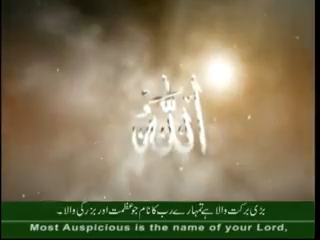 بڑی برکت والا ہے تمہارے رب کا نام جو عظمت اور بزرگی والا۔
Most Auspicious is the name of your Lord,